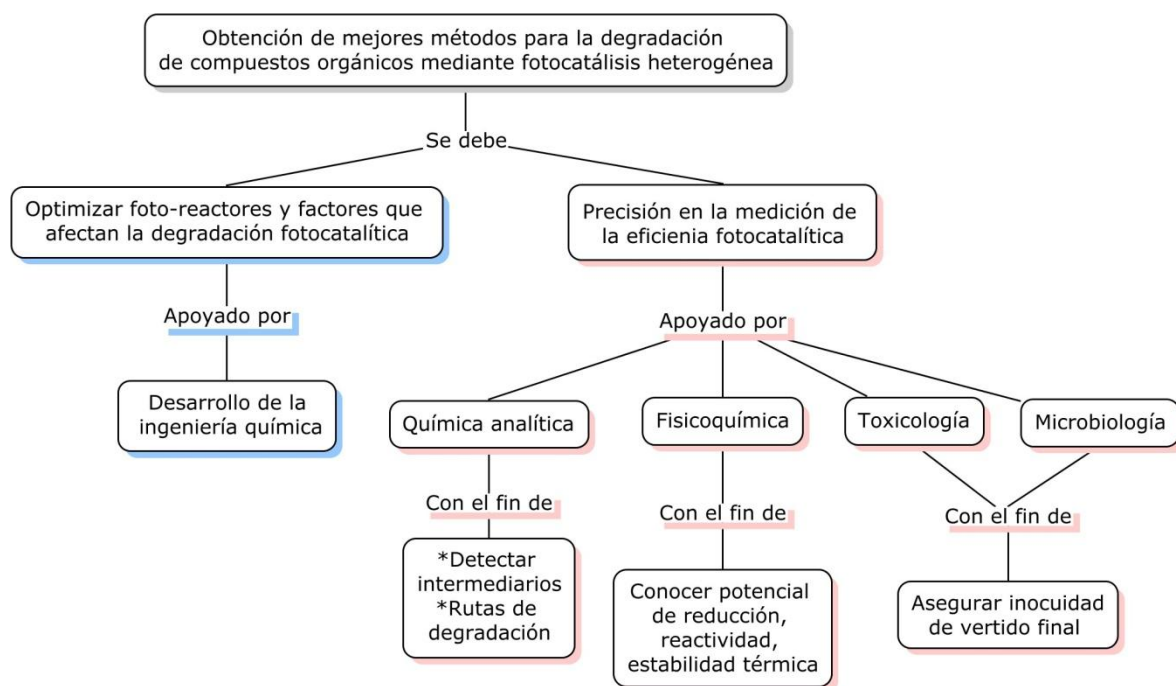 Obtención de mejores métodos para la degradación
de compuestos orgánicos mediante fotocatálisis heterogénea
Se debe
Optimizar foto-reactores y factores que
afectan la degradación fotocatalítica
Precisión en la medición de
la eficienia fotocatalítica
Apoyado por
Apoyado por
Desarrollo de la
ingeniería química
Química analítica
Fisicoquímica
Toxicología
Microbiología
Con el fin de
Con el fin de
Con el fin de
*Detectar
intermediarios
*Rutas de
degradación
Conocer potencial
de reducción,
reactividad,
estabilidad térmica
Asegurar inocuidad
de vertido final